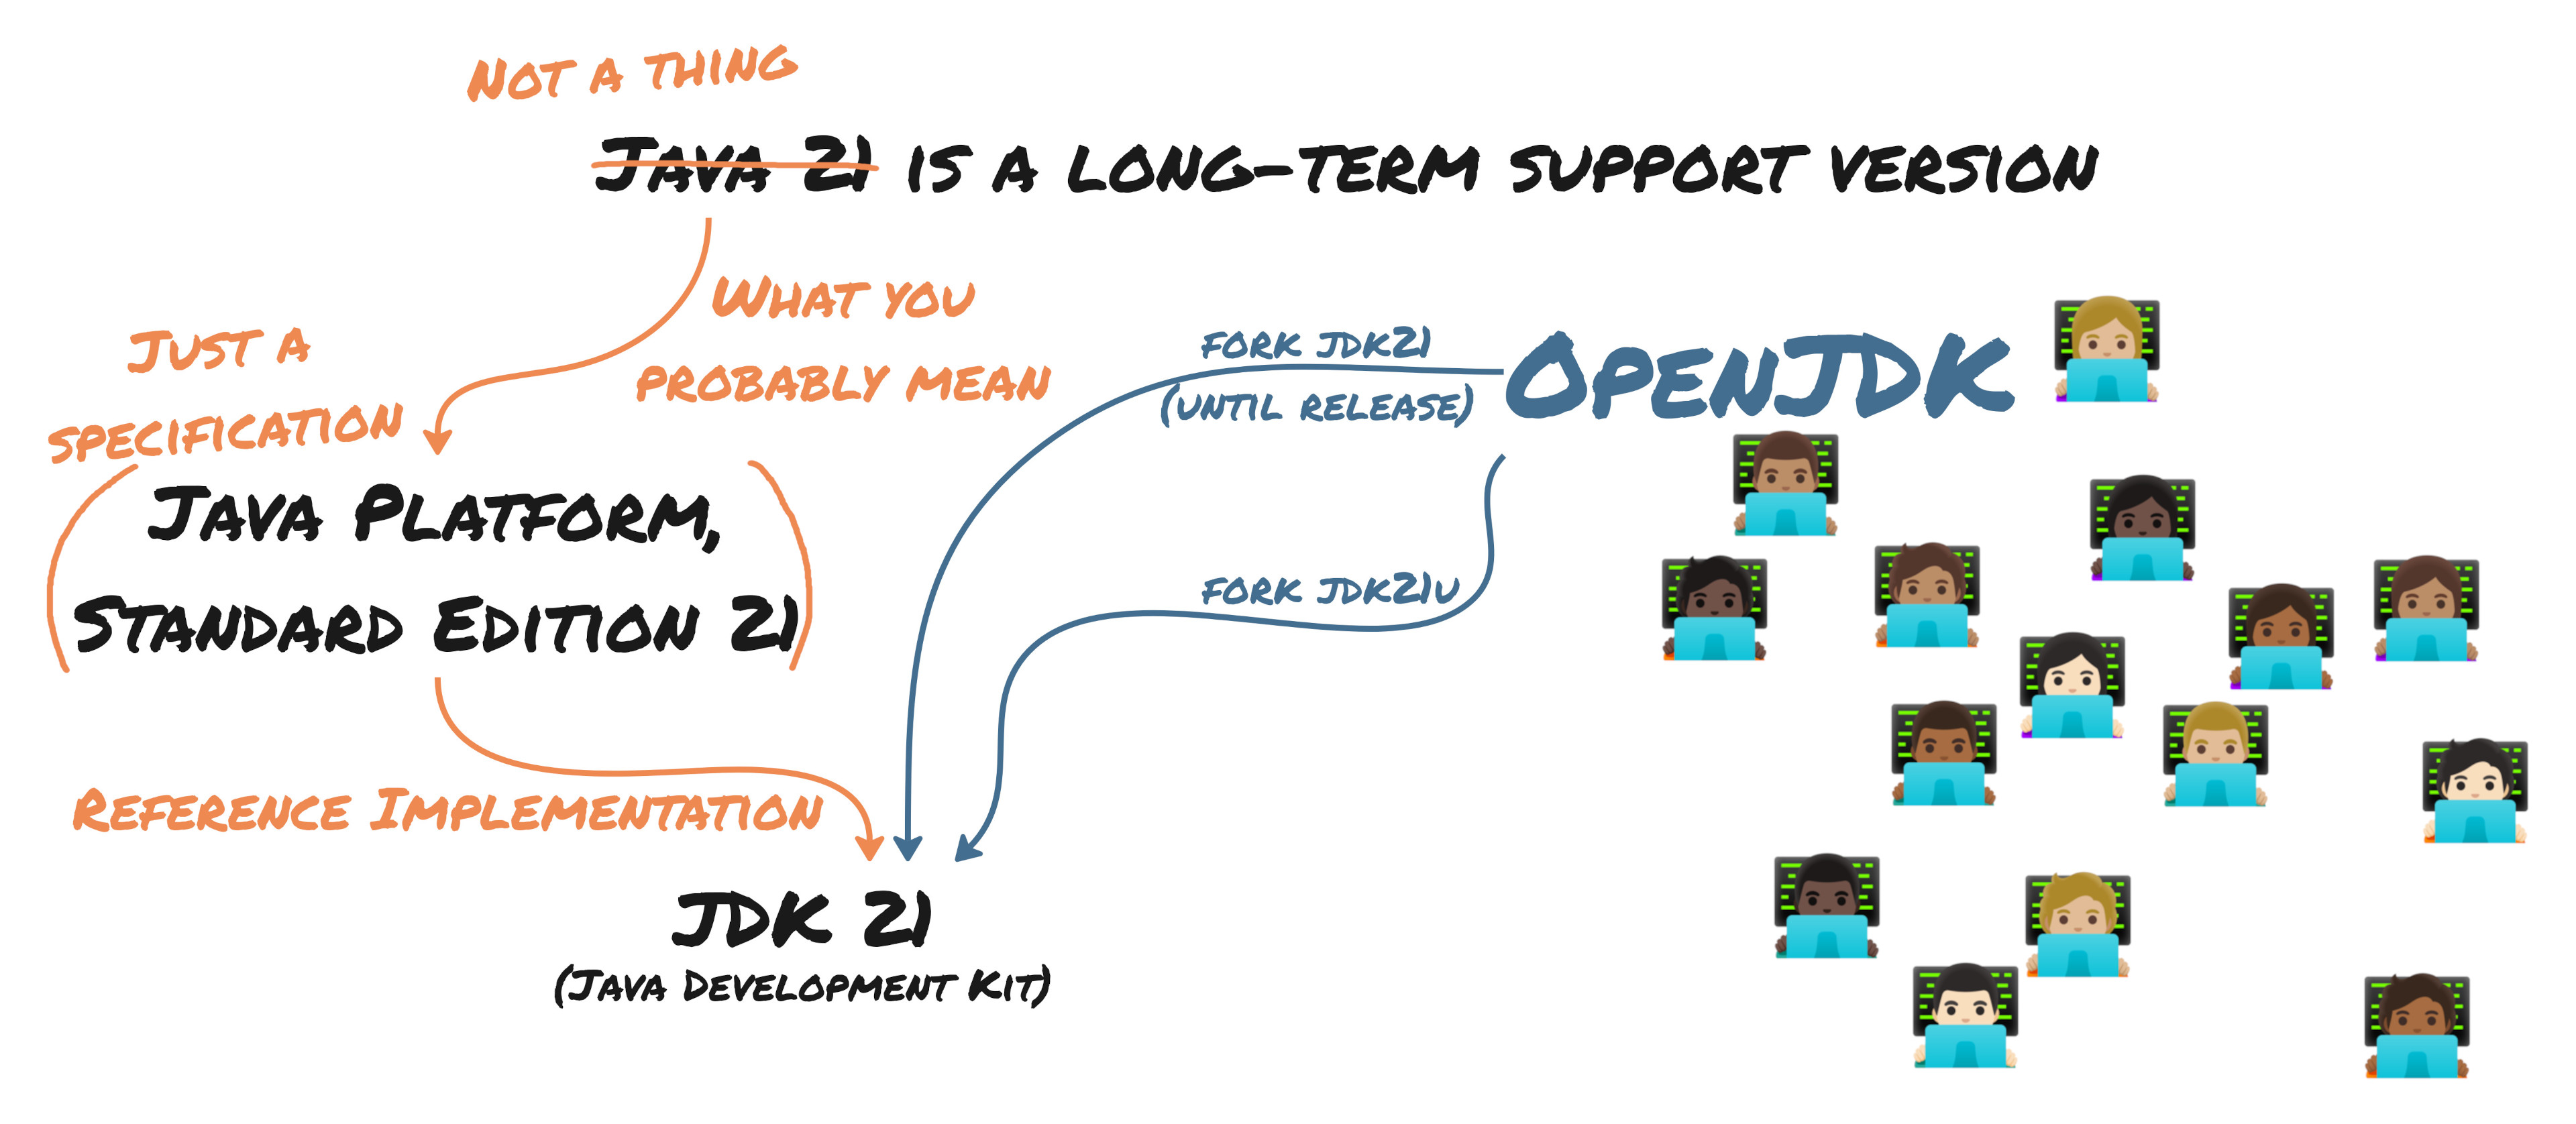 Not a thing
Java 21 is a long-term support version
What you
probably mean
Just a
specification
Java Platform,
Standard Edition 21
Reference Implementation
fork jdk21
(until release)
OpenJDK
fork jdk21u
JDK 21
(Java Development Kit)